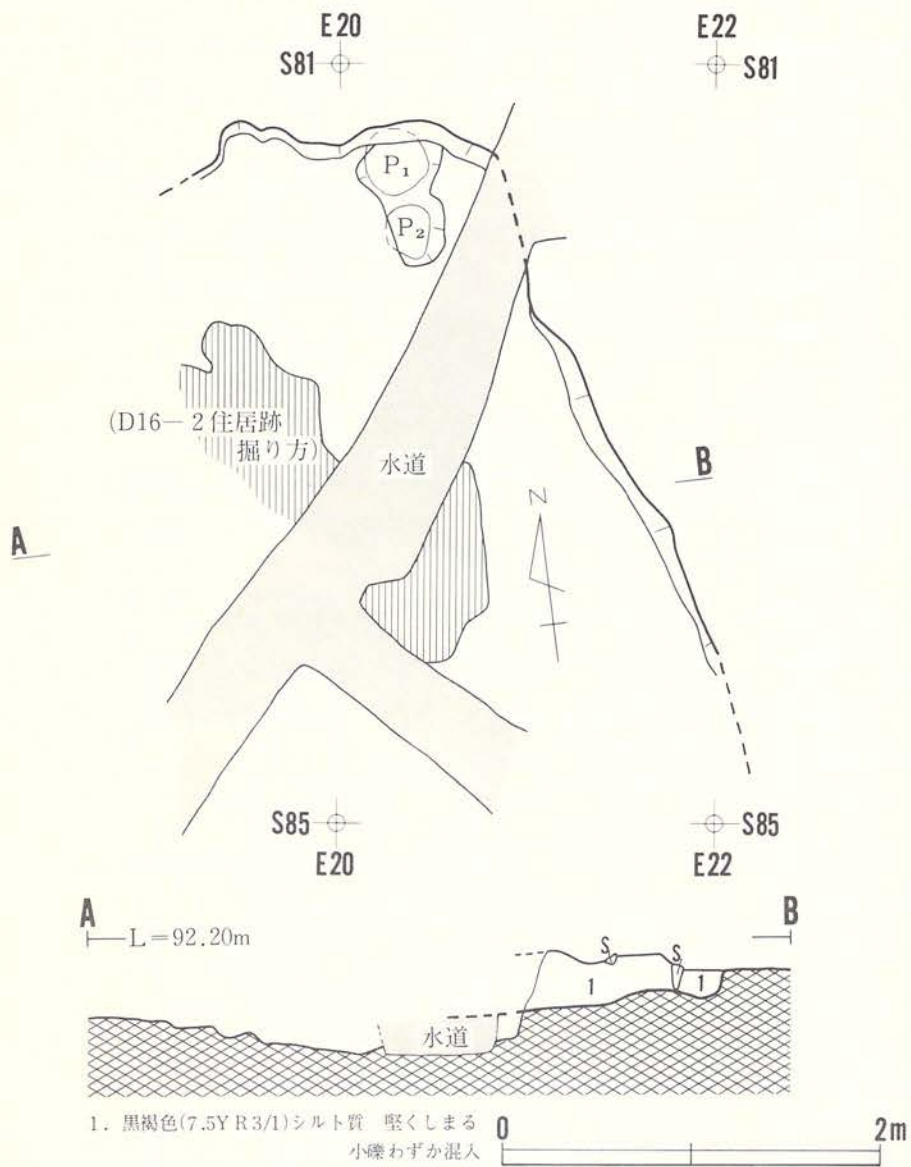 E20 E22
S81 S81
P₁
P₂
(D16－2住居跡
掘り方)
水道
B
N
A
S85 S85
E20 E22
A B
L=92.20m
S S
1 1
水道
1. 黒褐色(7.5YR3/1)シルト質 堅くしまる
小礫わずか混入
0 2m